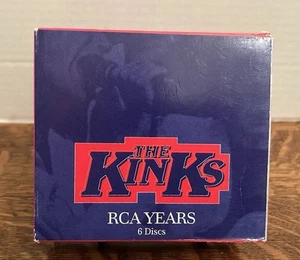 THE
KINKS
RCA YEARS
6 Discs